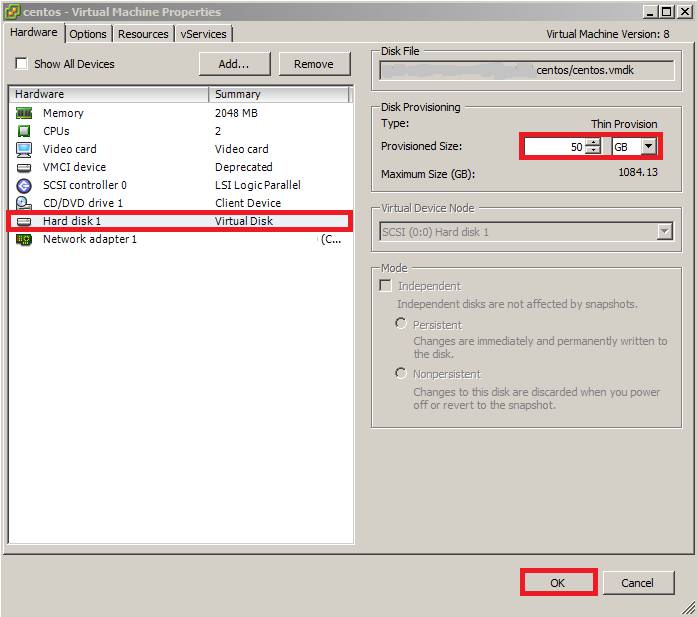 centos - Virtual Machine Properties
Hardware Options Resources vServices
Virtual Machine Version: 8
Show All Devices
Add...
Remove
Hardware Summary
Memory 2048 MB
CPUs 2
Video card Video card
VMCI device Deprecated
SCSI controller 0 LSI Logic Parallel
CD/DVD drive 1 Client Device
Hard disk 1 Virtual Disk
Network adapter 1 (C...
Disk File
centos/centos.vmdk
Disk Provisioning
Type: Thin Provision
Provisioned Size: 50 GB
Maximum Size (GB): 1084.13
Virtual Device Node
SCSI (0:0) Hard disk 1
Mode
Independent
Independent disks are not affected by snapshots.
Persistent
Changes are immediately and permanently written to
the disk.
Nonpersistent
Changes to this disk are discarded when you power
off or revert to the snapshot.
OK
Cancel